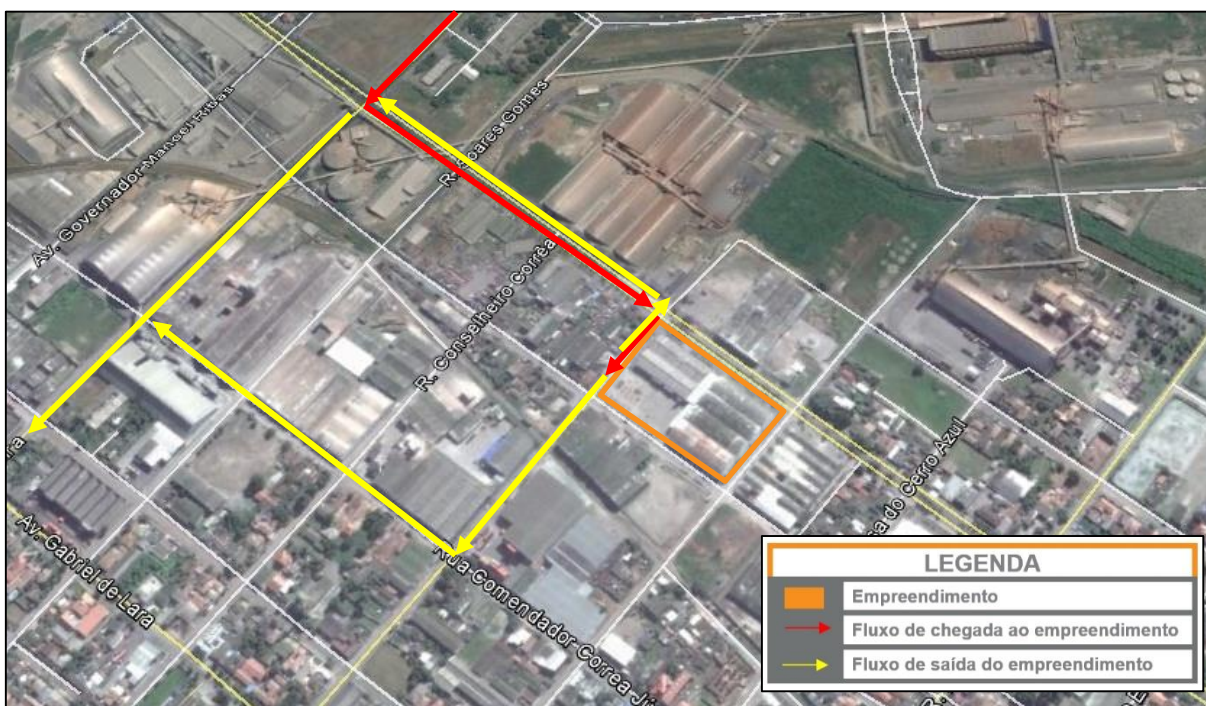 Av. Governador Manoel Ribas
R. Soares Gomes
R. Conselheiro Corrêa
Av. Gabriel de Lara
Rua Comendador Correa Jú
do Cerro Azul
R.
LEGENDA
Empreendimento
Fluxo de chegada ao empreendimento
Fluxo de saída do empreendimento